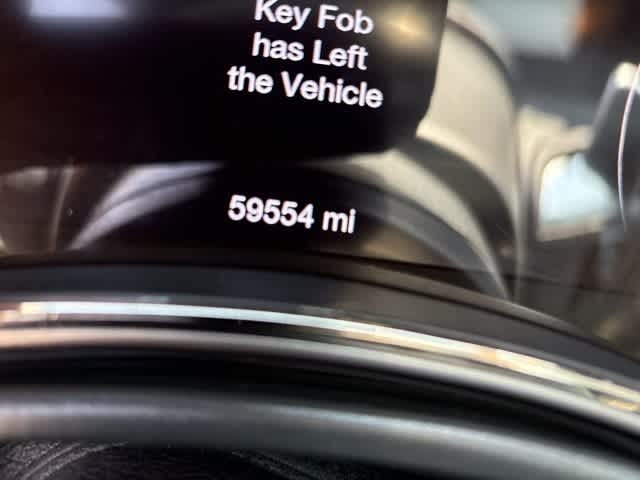 Key Fob
has Left
the Vehicle
59554 mi